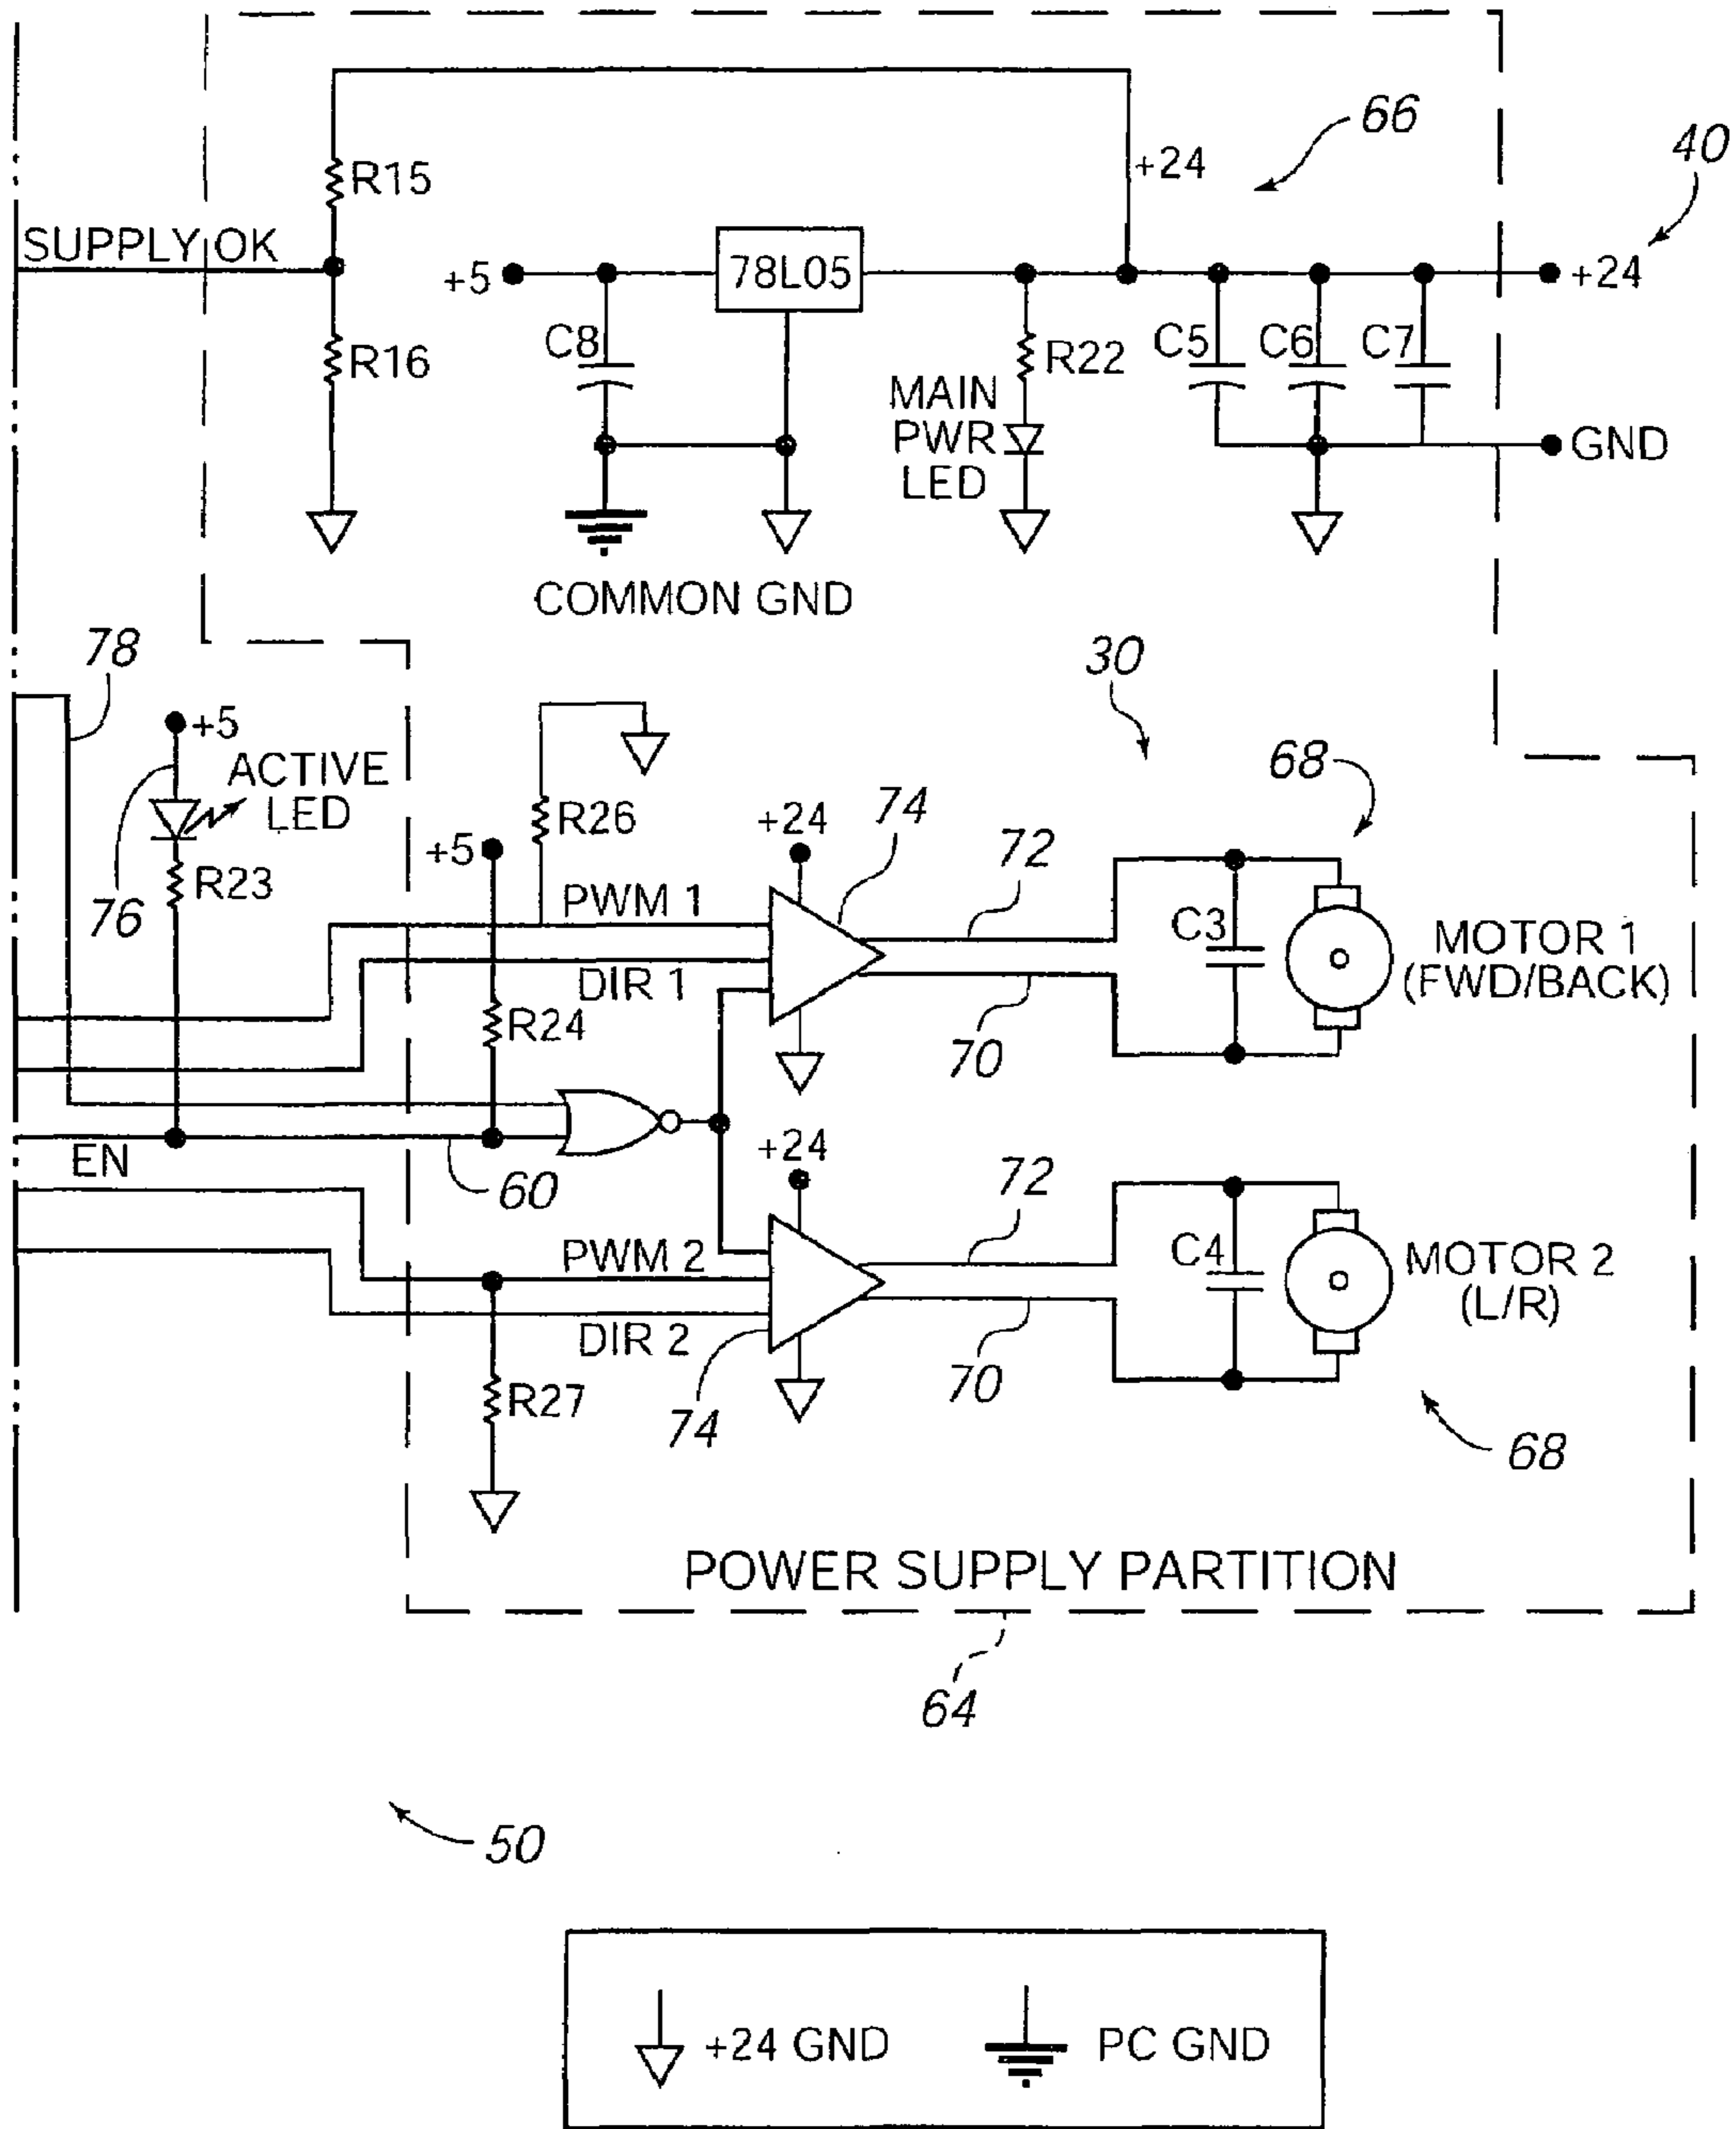 66
40
+24
R15
SUPPLY OK
+5
78L05
+24
R16
C8
R22
C5
C6
C7
MAIN
PWR
LED
GND
COMMON GND
78
30
+5
ACTIVE
LED
68
R26
+24
74
72
+5
R23
76
PWM 1
C3
MOTOR 1
(FWD/BACK)
DIR 1
R24
70
EN
60
+24
72
PWM 2
C4
MOTOR 2
(L/R)
DIR 2
70
R27
74
68
POWER SUPPLY PARTITION
64
50
+24 GND
PC GND